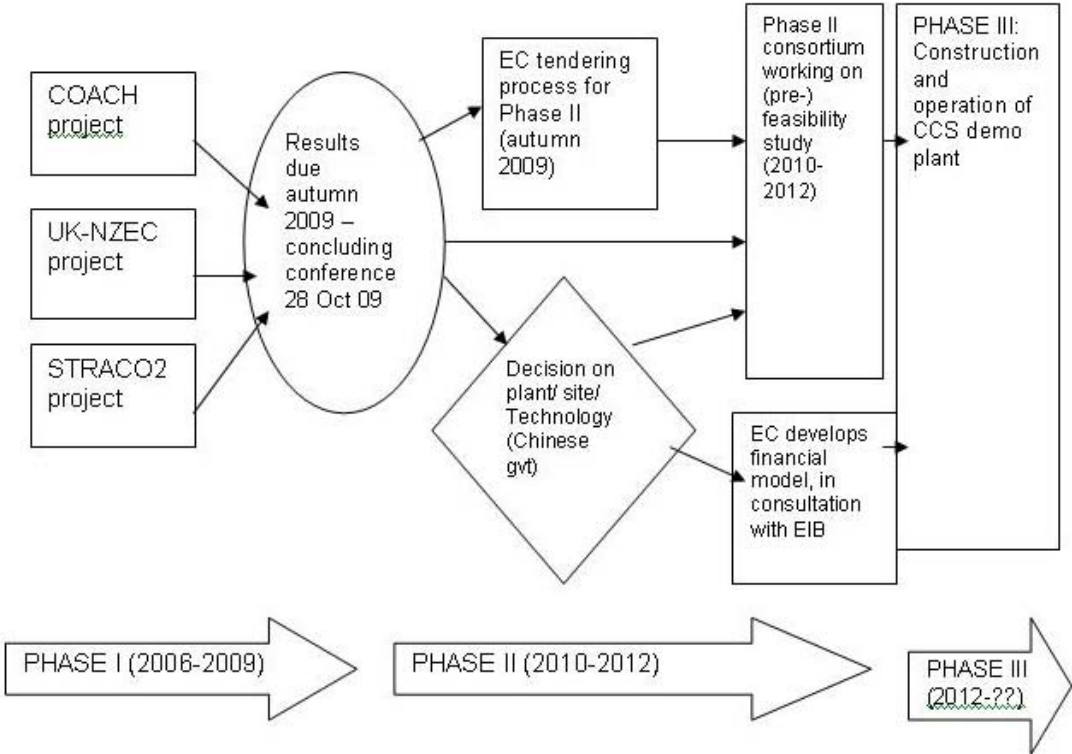 COACH
project
UK-NZEC
project
STRACO2
project
Results
due
autumn
2009 –
concluding
conference
28 Oct 09
EC tendering
process for
Phase II
(autumn
2009)
Decision on
plant/ site/
Technology
(Chinese
gvt)
Phase II
consortium
working on
(pre-)
feasibility
study
(2010-
2012)
EC develops
financial
model, in
consultation
with EIB
PHASE III:
Construction
and
operation of
CCS demo
plant
PHASE I (2006-2009)
PHASE II (2010-2012)
PHASE III
(2012-??)